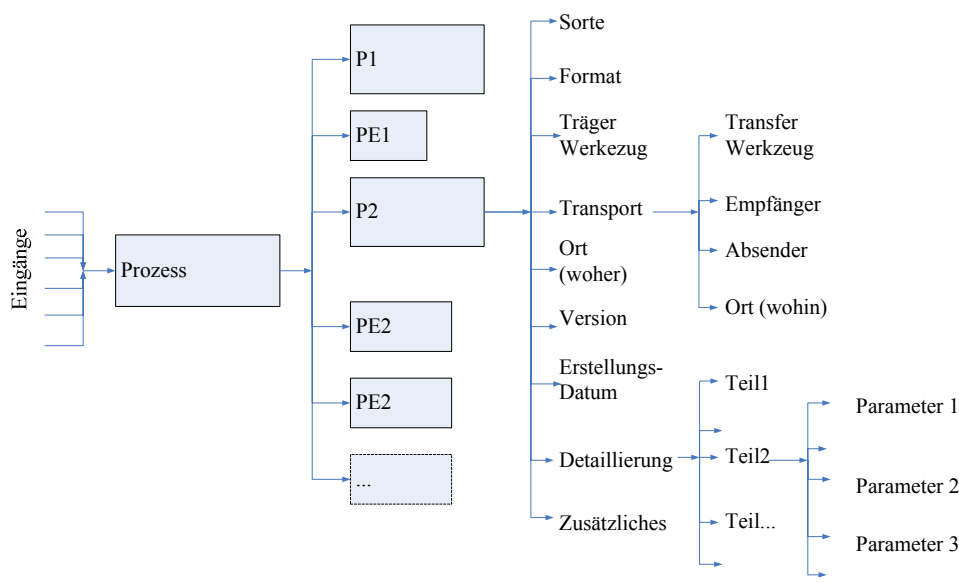 Eingänge
Prozess
P1
PE1
P2
PE2
PE2
...
Sorte
Format
Träger
Werkezug
Transport
Ort
(woher)
Version
Erstellungs-
Datum
Detaillierung
Zusätzliches
Transfer
Werkzeug
Empfänger
Absender
Ort (wohin)
Teil1
Teil2
Teil...
Parameter 1
Parameter 2
Parameter 3